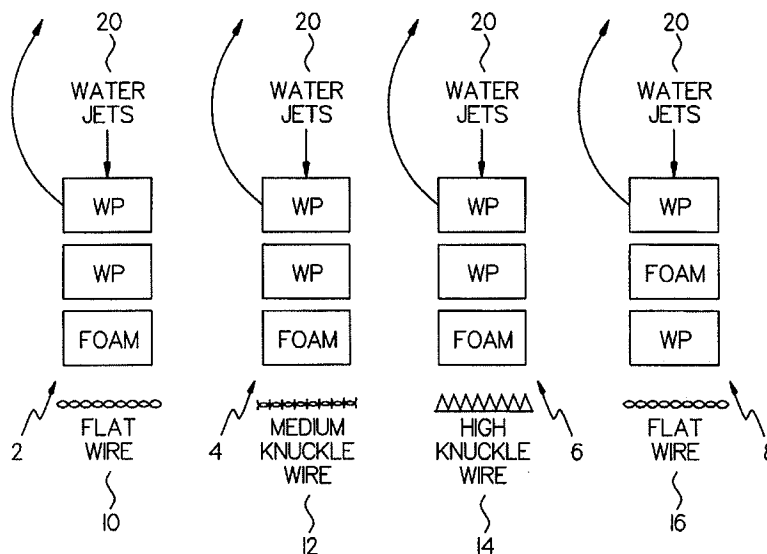 20 20 20 20
WATER WATER WATER WATER
JETS JETS JETS JETS
WP WP WP WP
WP WP WP FOAM
FOAM FOAM FOAM WP
2 FLAT 4 MEDIUM HIGH 6 FLAT 8
WIRE KNUCKLE KNUCKLE WIRE
WIRE WIRE
10 12 14 16